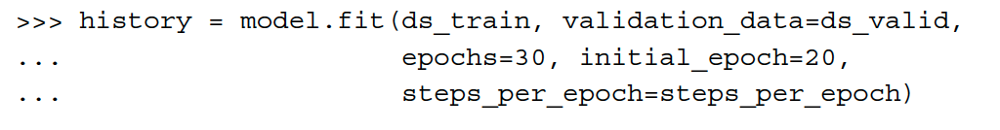 >>> history = model.fit(ds_train, validation_data=ds_valid,
...                     epochs=30, initial_epoch=20,
...                     steps_per_epoch=steps_per_epoch)